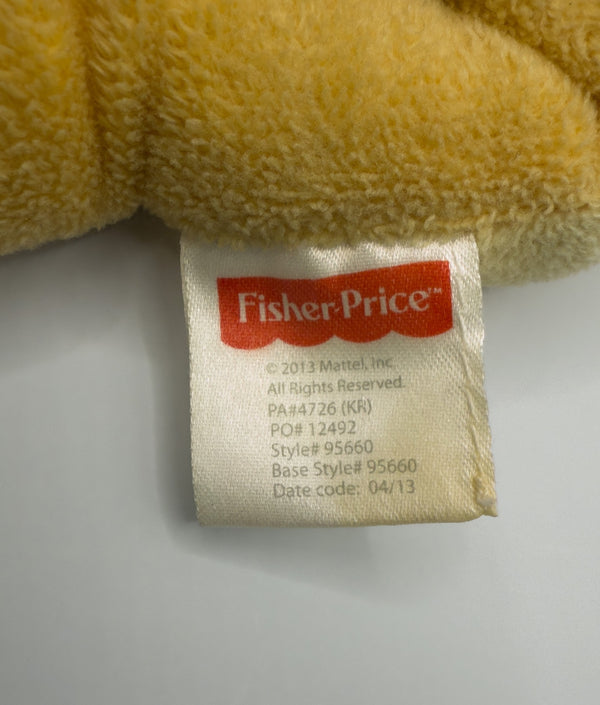 Fisher-Price™
© 2013 Mattel, Inc.
All Rights Reserved.
PA#4726 (KR)
PO# 12492
Style# 95660
Base Style# 95660
Date code: 04/13